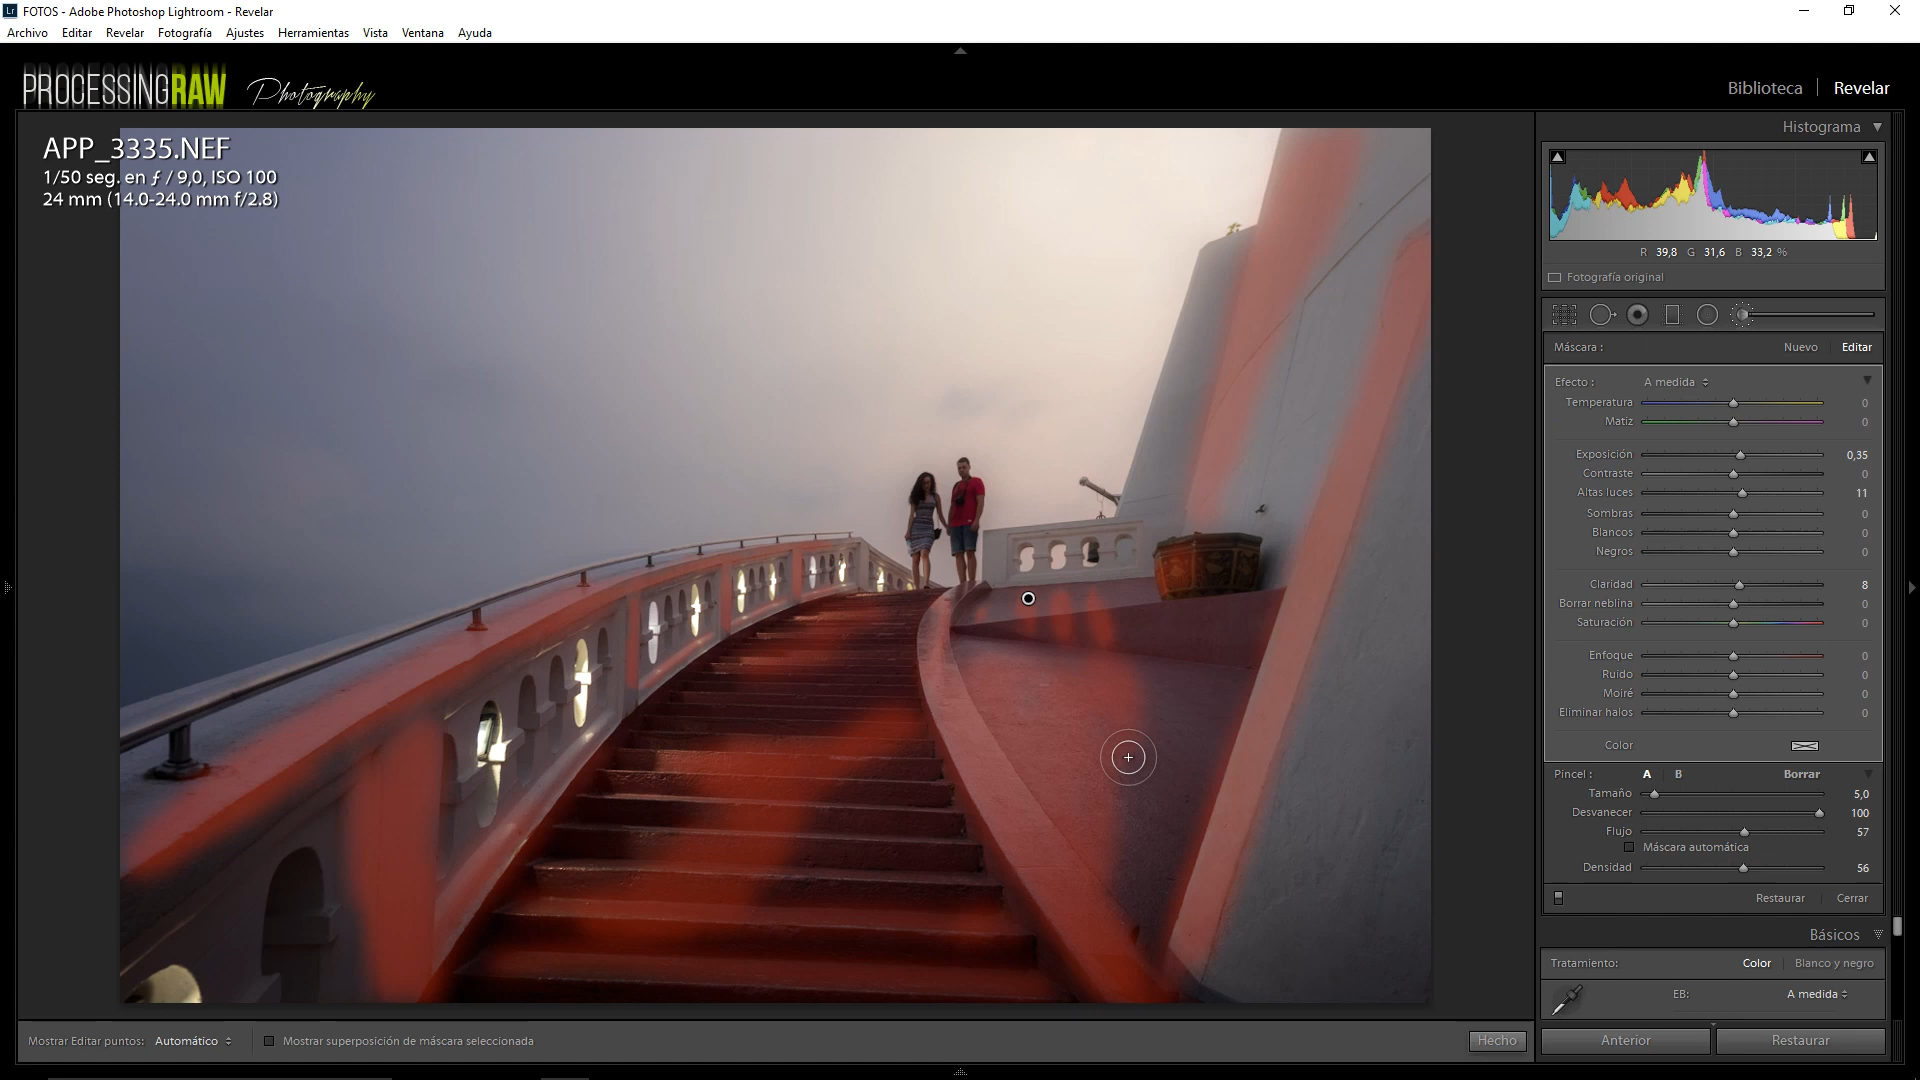 FOTOS - Adobe Photoshop Lightroom - Revelar
Archivo Editar Revelar Fotografía Ajustes Herramientas Vista Ventana Ayuda
PROCESSINGRAW Photography
Biblioteca Revelar
Histograma
APP_3335.NEF
1/50 seg. en ƒ / 9,0, ISO 100
24 mm (14.0-24.0 mm f/2.8)
R 39,8 G 31,6 B 33,2 %
Fotografía original
Máscara : Nuevo Editar
Efecto : A medida
Temperatura 0
Matiz 0
Exposición 0,35
Contraste 0
Altas luces 11
Sombras 0
Blancos 0
Negros 0
Claridad 8
Borrar neblina 0
Saturación 0
Enfoque 0
Ruido 0
Moiré 0
Eliminar halos 0
Color
Pincel : A B Borrar
Tamaño 5,0
Desvanecer 100
Flujo 57
Máscara automática
Densidad 56
Restaurar Cerrar
Básicos
Tratamiento: Color Blanco y negro
EB: A medida
Mostrar Editar puntos: Automático Mostrar superposición de máscara seleccionada Hecho
Anterior Restaurar